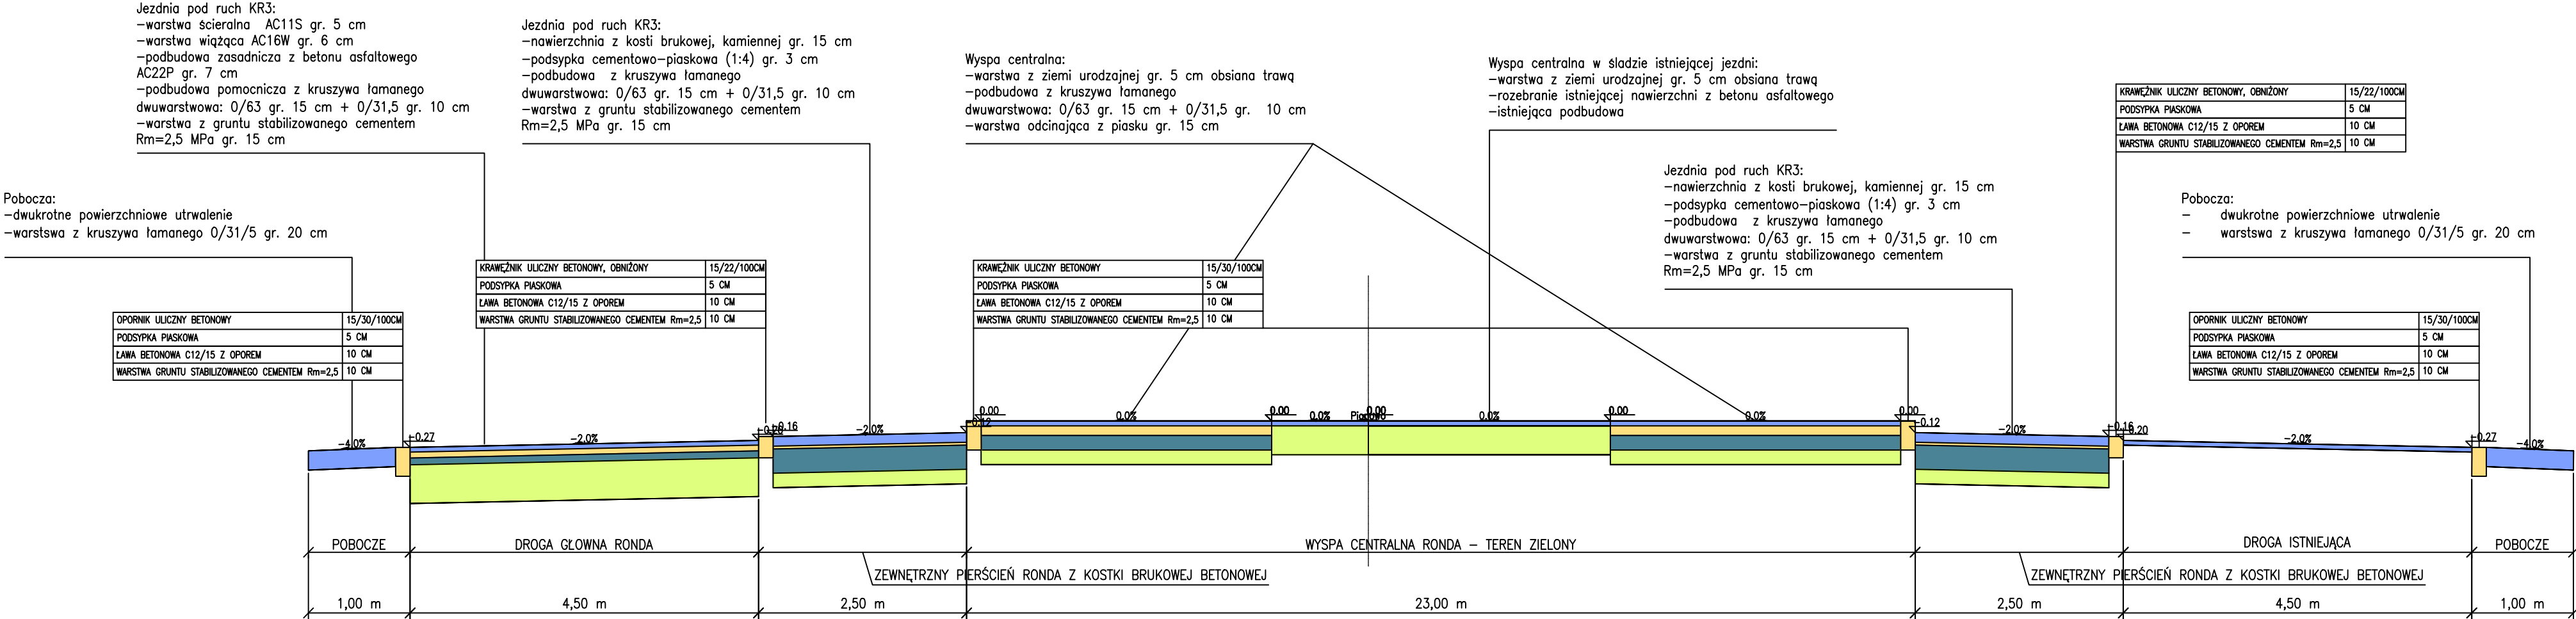 Jezdnia pod ruch KR3:
-warstwa ścieralna AC11S gr. 5 cm
-warstwa wiążąca AC16W gr. 6 cm
-podbudowa zasadnicza z betonu asfaltowego
AC22P gr. 7 cm
-podbudowa pomocnicza z kruszywa łamanego
dwuwarstwowa: 0/63 gr. 15 cm + 0/31,5 gr. 10 cm
-warstwa z gruntu stabilizowanego cementem
Rm=2,5 MPa gr. 15 cm
Jezdnia pod ruch KR3:
-nawierzchnia z kosti brukowej, kamiennej gr. 15 cm
-podsypka cementowo-piaskowa (1:4) gr. 3 cm
-podbudowa z kruszywa łamanego
dwuwarstwowa: 0/63 gr. 15 cm + 0/31,5 gr. 10 cm
-warstwa z gruntu stabilizowanego cementem
Rm=2,5 MPa gr. 15 cm
Wyspa centralna:
-warstwa z ziemi urodzajnej gr. 5 cm obsiana trawą
-podbudowa z kruszywa łamanego
dwuwarstwowa: 0/63 gr. 15 cm + 0/31,5 gr. 10 cm
-warstwa odcinająca z piasku gr. 15 cm
Wyspa centralna w śladzie istniejącej jezdni:
-warstwa z ziemi urodzajnej gr. 5 cm obsiana trawą
-rozebranie istniejącej nawierzchni z betonu asfaltowego
-istniejąca podbudowa
KRAWĘŻNIK ULICZNY BETONOWY, OBNIŻONY 15/22/100CM
PODSYPKA PIASKOWA 5 CM
ŁAWA BETONOWA C12/15 Z OPOREM 10 CM
WARSTWA GRUNTU STABILIZOWANEGO CEMENTEM Rm=2,5 10 CM
Jezdnia pod ruch KR3:
-nawierzchnia z kosti brukowej, kamiennej gr. 15 cm
-podsypka cementowo-piaskowa (1:4) gr. 3 cm
-podbudowa z kruszywa łamanego
dwuwarstwowa: 0/63 gr. 15 cm + 0/31,5 gr. 10 cm
-warstwa z gruntu stabilizowanego cementem
Rm=2,5 MPa gr. 15 cm
Pobocza:
-dwukrotne powierzchniowe utrwalenie
-warstswa z kruszywa łamanego 0/31/5 gr. 20 cm
Pobocza:
- dwukrotne powierzchniowe utrwalenie
- warstswa z kruszywa łamanego 0/31/5 gr. 20 cm
KRAWĘŻNIK ULICZNY BETONOWY, OBNIŻONY 15/22/100CM
PODSYPKA PIASKOWA 5 CM
ŁAWA BETONOWA C12/15 Z OPOREM 10 CM
WARSTWA GRUNTU STABILIZOWANEGO CEMENTEM Rm=2,5 10 CM
KRAWĘŻNIK ULICZNY BETONOWY 15/30/100CM
PODSYPKA PIASKOWA 5 CM
ŁAWA BETONOWA C12/15 Z OPOREM 10 CM
WARSTWA GRUNTU STABILIZOWANEGO CEMENTEM Rm=2,5 10 CM
OPORNIK ULICZNY BETONOWY 15/30/100CM
PODSYPKA PIASKOWA 5 CM
ŁAWA BETONOWA C12/15 Z OPOREM 10 CM
WARSTWA GRUNTU STABILIZOWANEGO CEMENTEM Rm=2,5 10 CM
OPORNIK ULICZNY BETONOWY 15/30/100CM
PODSYPKA PIASKOWA 5 CM
ŁAWA BETONOWA C12/15 Z OPOREM 10 CM
WARSTWA GRUNTU STABILIZOWANEGO CEMENTEM Rm=2,5 10 CM
0.00 0.00 0.00 0.00 0.00
0.0% 0.0% 0.0% 0.0%
-4.0% -0.27 -2.0% -0.16 -2.0% -0.12 -0.12 -2.0% -0.16 -0.20 -2.0% -0.27 -4.0%
POBOCZE DROGA GŁOWNA RONDA WYSPA CENTRALNA RONDA - TEREN ZIELONY DROGA ISTNIEJĄCA POBOCZE
ZEWNĘTRZNY PIERŚCIEŃ RONDA Z KOSTKI BRUKOWEJ BETONOWEJ ZEWNĘTRZNY PIERŚCIEŃ RONDA Z KOSTKI BRUKOWEJ BETONOWEJ
1,00 m 4,50 m 2,50 m 23,00 m 2,50 m 4,50 m 1,00 m